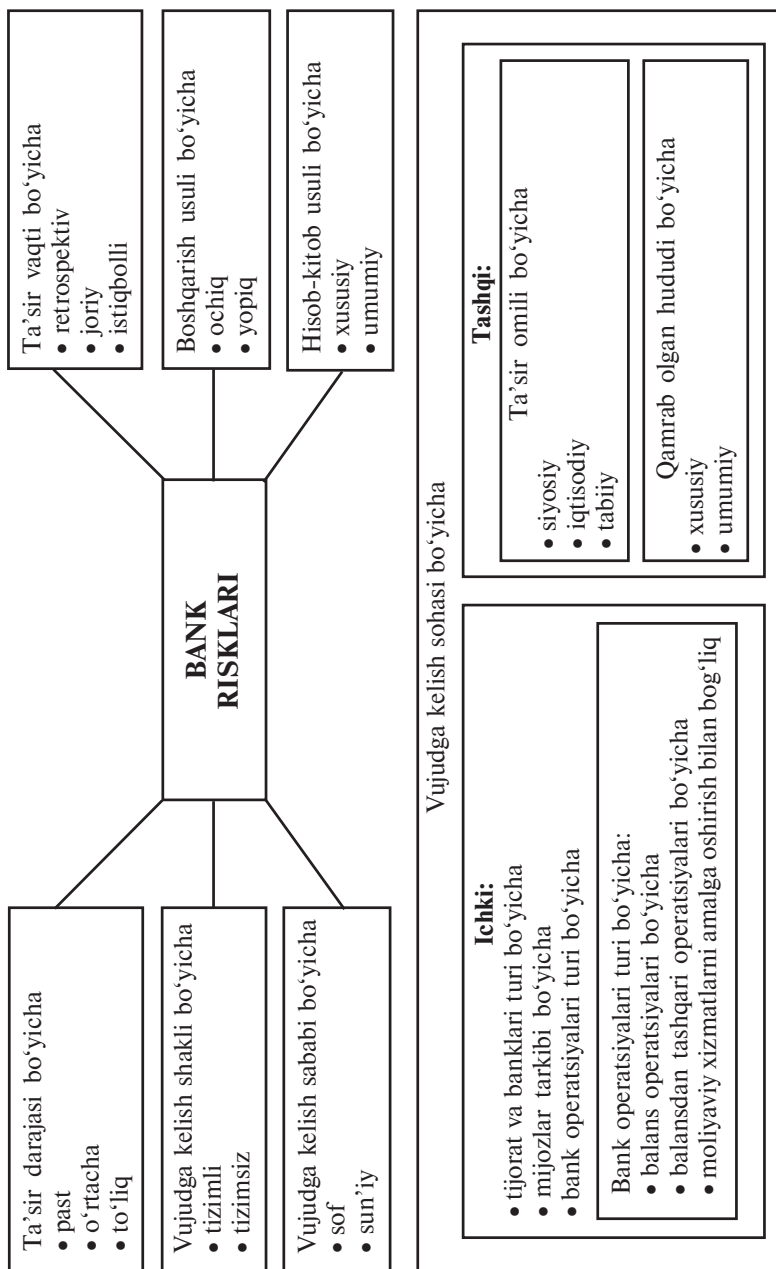 Ta’sir darajasi bo‘yicha
• past
• o‘rtacha
• to‘liq
Vujudga kelish shakli bo‘yicha
• tizimli
• tizimsiz
Vujudga kelish sababi bo‘yicha
• sof
• sun’iy
BANK
RISKLARI
Ta’sir vaqti bo‘yicha
• retrospektiv
• joriy
• istiqbolli
Boshqarish usuli bo‘yicha
• ochiq
• yopiq
Hisob-kitob usuli bo‘yicha
• xususiy
• umumiy
Vujudga kelish sohasi bo‘yicha
Ichki:
• tijorat va banklari turi bo‘yicha
• mijozlar tarkibi bo‘yicha
• bank operatsiyalari turi bo‘yicha
Bank operatsiyalari turi bo‘yicha:
• balans operatsiyalari bo‘yicha
• balansdan tashqari operatsiyalari bo‘yicha
• moliyaviy xizmatlarni amalga oshirish bilan bog‘liq
Tashqi:
Ta’sir omili bo‘yicha
• siyosiy
• iqtisodiy
• tabiiy
Qamrab olgan hududi bo‘yicha
• xususiy
• umumiy